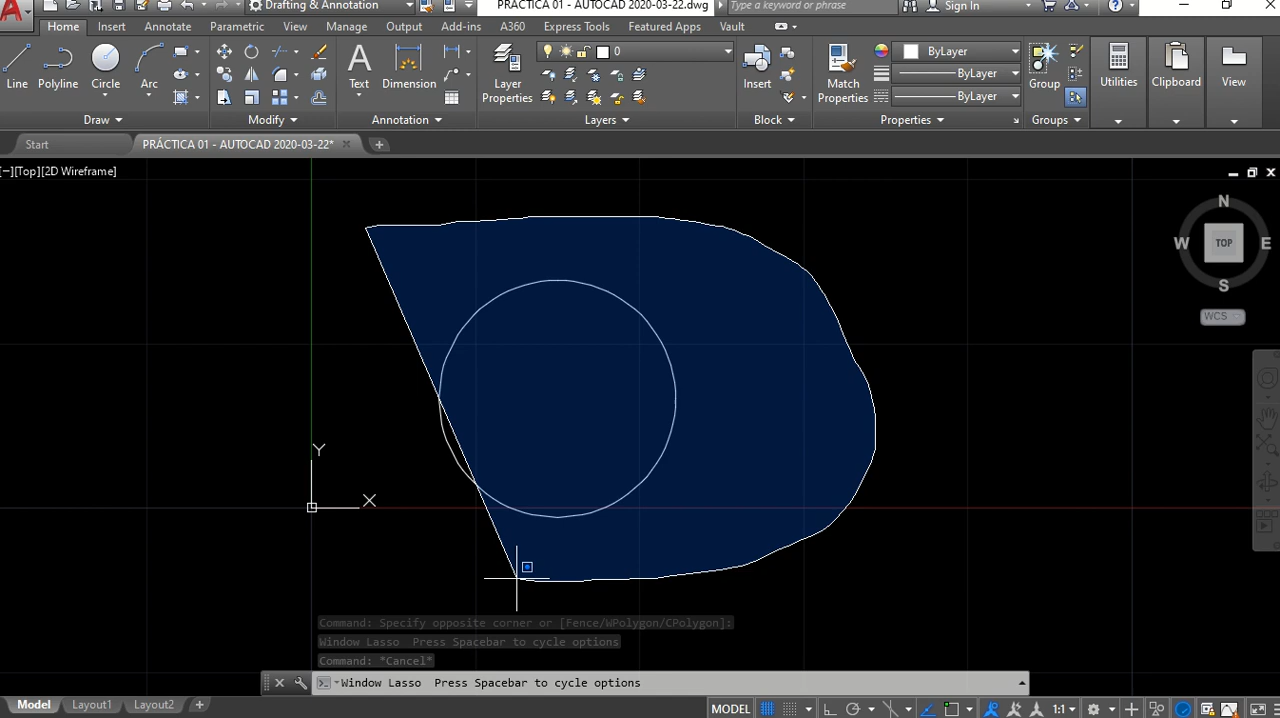 Drafting & Annotation
PRÁCTICA 01 - AUTOCAD 2020-03-22.dwg
Type a keyword or phrase
Sign In
Home Insert Annotate Parametric View Manage Output Add-ins A360 Express Tools Featured Apps Vault
Line Polyline Circle Arc
Text Dimension
Layer Properties
0
Insert
Match Properties
ByLayer
ByLayer
ByLayer
Group
Utilities
Clipboard
View
Draw Modify Annotation Layers Block Properties Groups
Start
PRÁCTICA 01 - AUTOCAD 2020-03-22*
[−][Top][2D Wireframe]
N
W TOP E
S
WCS
Y
X
Command: Specify opposite corner or [Fence/WPolygon/CPolygon]:
Window Lasso Press Spacebar to cycle options
Command: *Cancel*
Window Lasso Press Spacebar to cycle options
Model Layout1 Layout2
MODEL
1:1